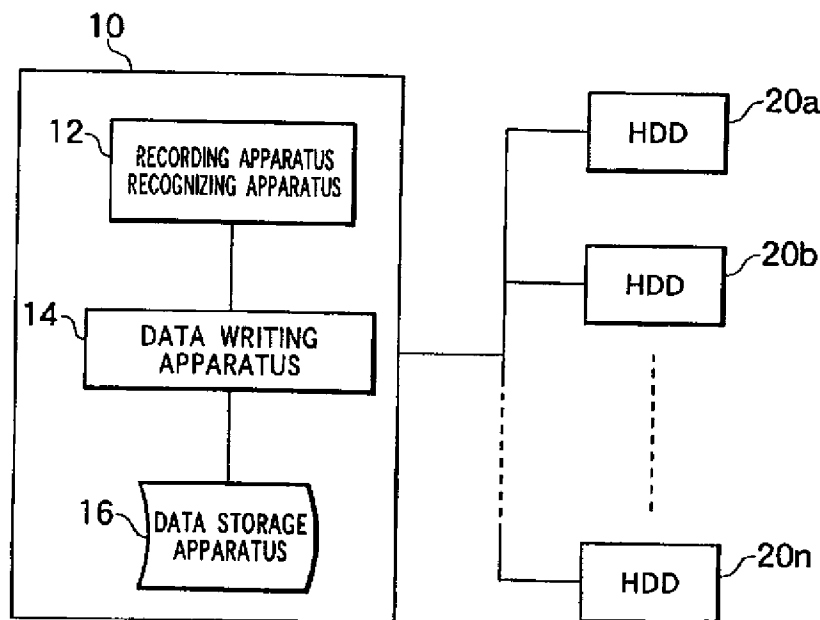 10
12
RECORDING APPARATUS
RECOGNIZING APPARATUS
14
DATA WRITING
APPARATUS
16
DATA STORAGE
APPARATUS
HDD
20a
HDD
20b
HDD
20n